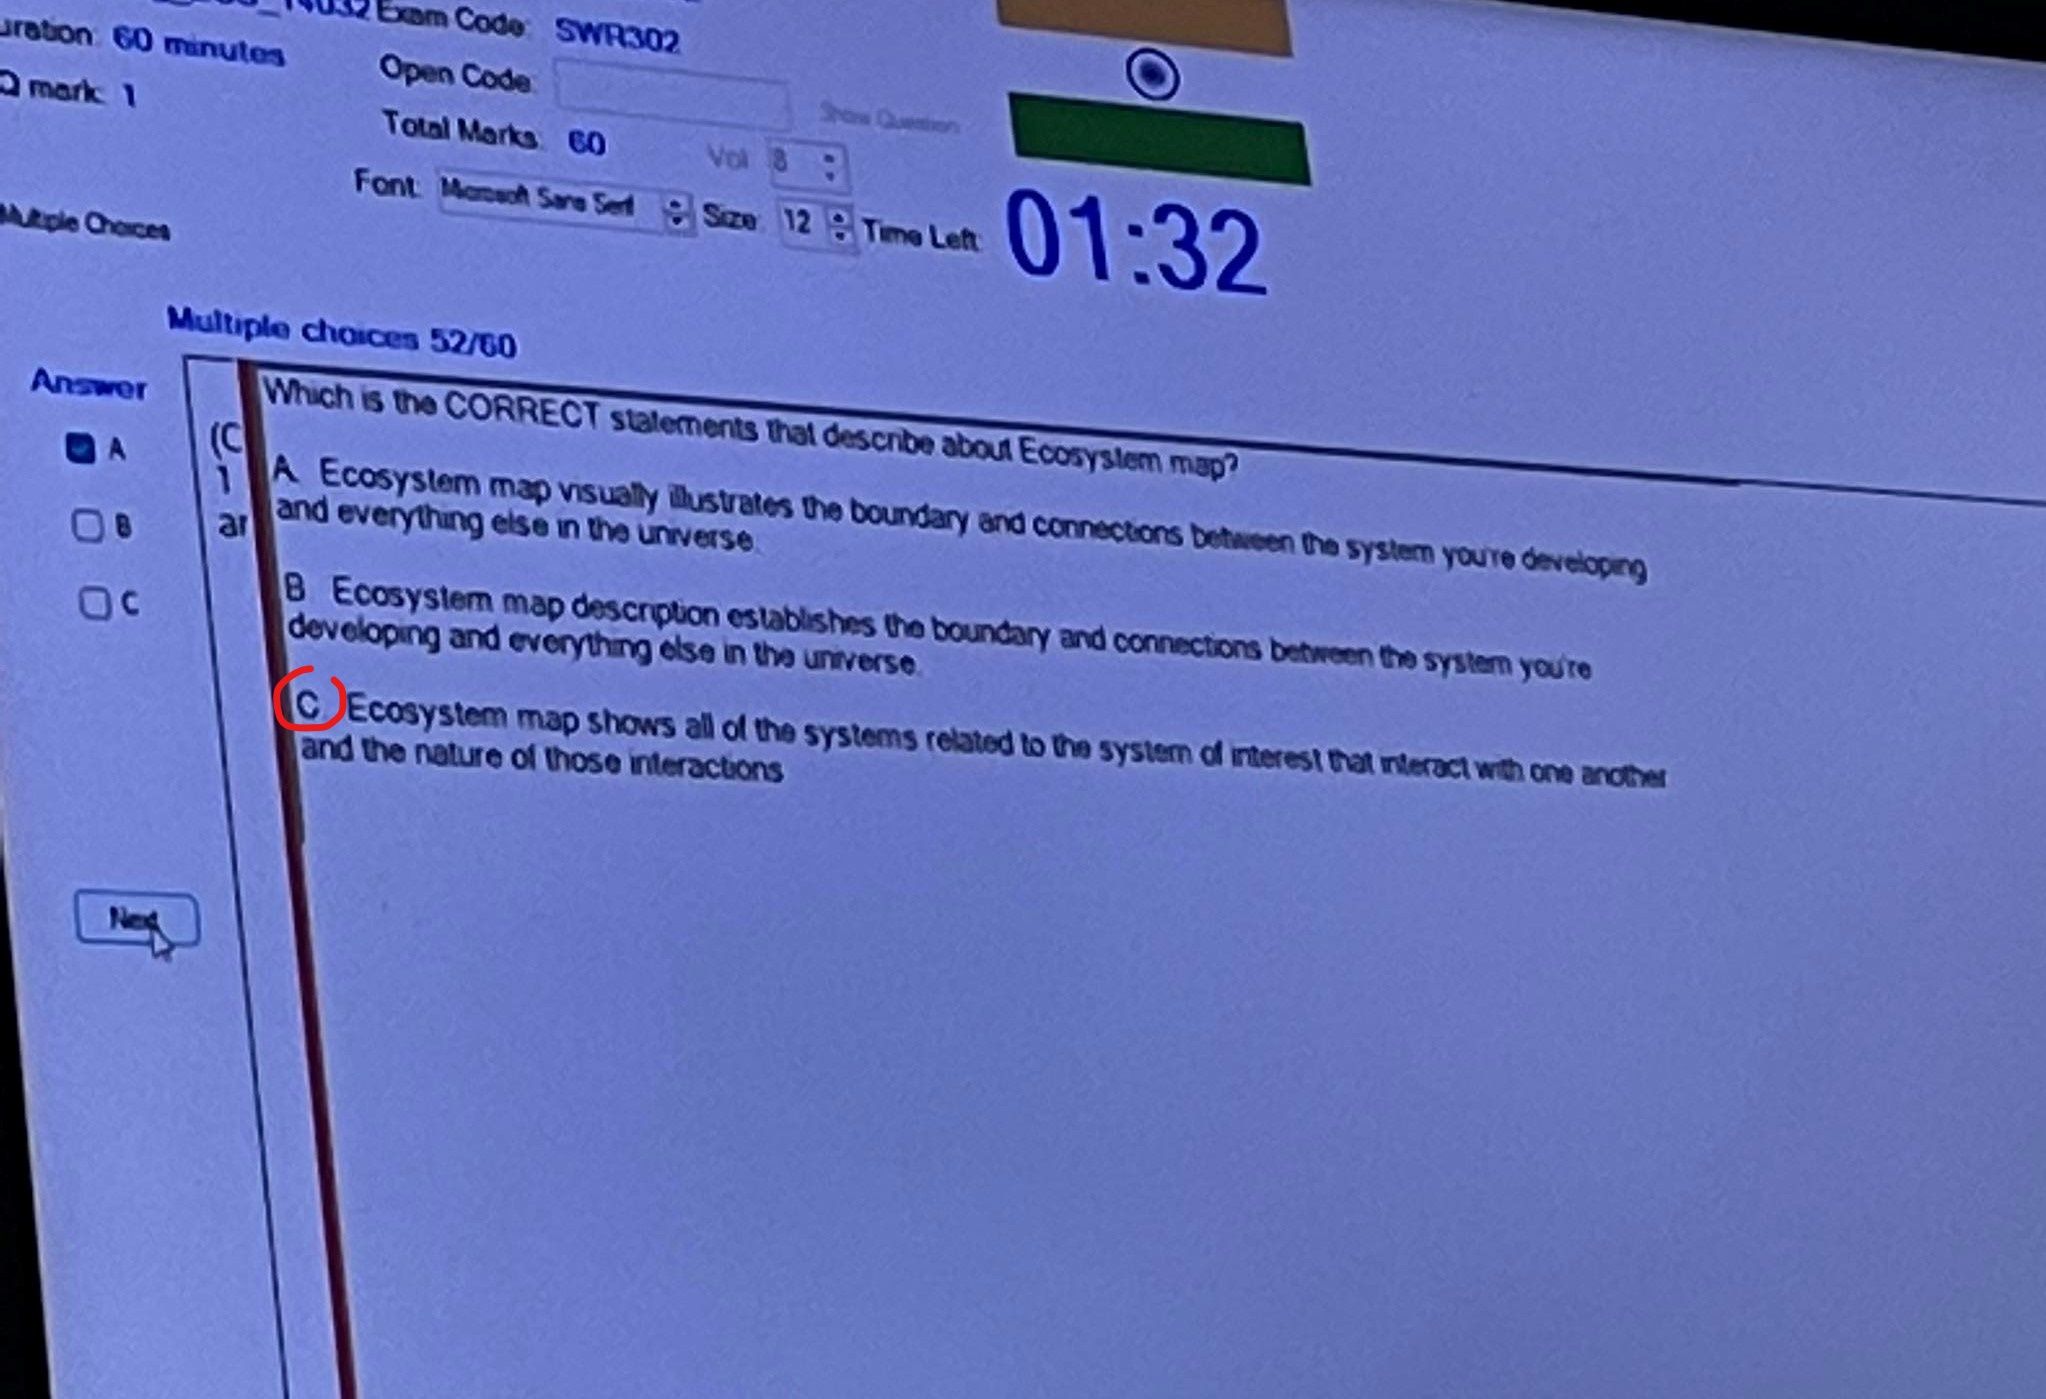 14032 Exam Code: SWR302
uration: 60 minutes
Open Code:
Q mark: 1
Show Question
Total Marks: 60
Vol 8
Font: Microsoft Sans Serif Size: 12 Time Left: 01:32
Multiple Choices
Multiple choices 52/60
Answer
A
B
C
(C
1
ar
Which is the CORRECT statements that describe about Ecosystem map?
A. Ecosystem map visually illustrates the boundary and connections between the system you're developing
and everything else in the universe.
B. Ecosystem map description establishes the boundary and connections between the system you're
developing and everything else in the universe.
C. Ecosystem map shows all of the systems related to the system of interest that interact with one another
and the nature of those interactions
Next